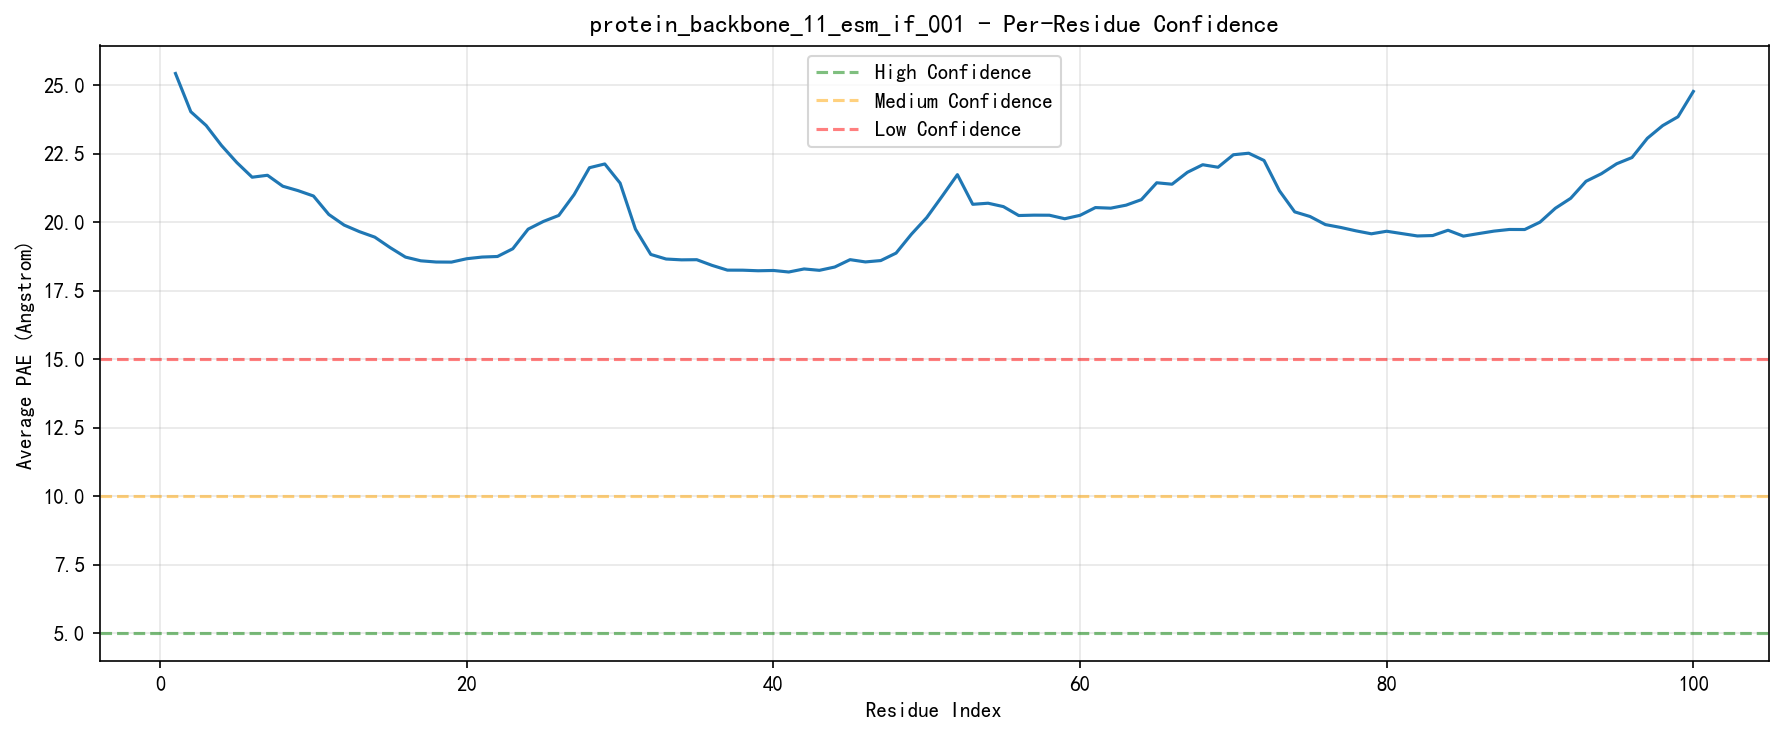 protein_backbone_11_esm_if_001 - Per-Residue Confidence
High Confidence
Medium Confidence
Low Confidence
Average PAE (Angstrom)
25.0
22.5
20.0
17.5
15.0
12.5
10.0
7.5
5.0
0 20 40 60 80 100
Residue Index